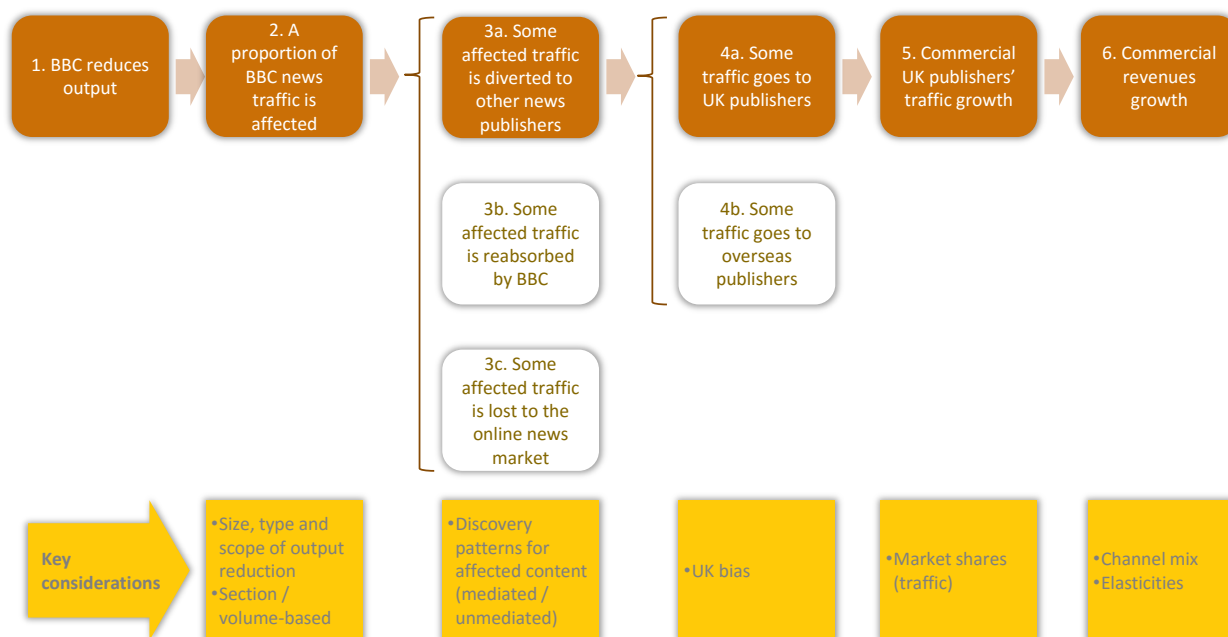 1. BBC reduces
output
2. A
proportion of
BBC news
traffic is
affected
3a. Some
affected traffic
is diverted to
other news
publishers
4a. Some
traffic goes to
UK publishers
5. Commercial
UK publishers’
traffic growth
6. Commercial
revenues
growth
3b. Some
affected traffic
is reabsorbed
by BBC
4b. Some
traffic goes to
overseas
publishers
3c. Some
affected traffic
is lost to the
online news
market
Key
considerations
•Size, type and
scope of output
reduction
•Section /
volume-based
•Discovery
patterns for
affected content
(mediated /
unmediated)
•UK bias
•Market shares
(traffic)
•Channel mix
•Elasticities